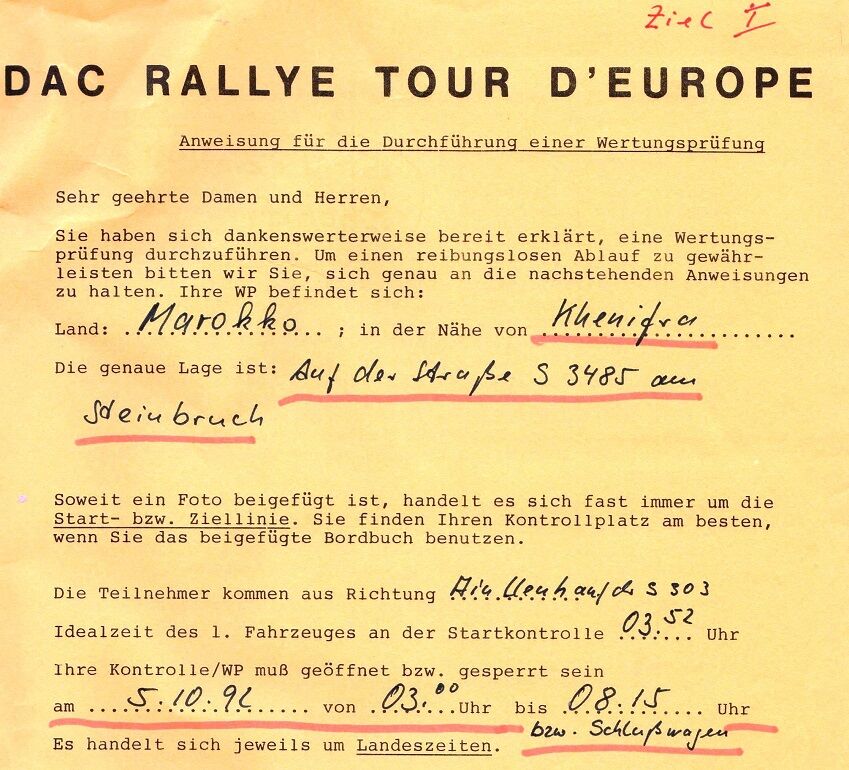 Ziel I
DAC RALLYE TOUR D'EUROPE
Anweisung für die Durchführung einer Wertungsprüfung
Sehr geehrte Damen und Herren,
Sie haben sich dankenswerterweise bereit erklärt, eine Wertungs-
prüfung durchzuführen. Um einen reibungslosen Ablauf zu gewähr-
leisten bitten wir Sie, sich genau an die nachstehenden Anweisungen
zu halten. Ihre WP befindet sich:
Land: Marokko ; in der Nähe von Khenifra
Die genaue Lage ist: Auf der Straße S 3485 am
Steinbruch
Soweit ein Foto beigefügt ist, handelt es sich fast immer um die
Start- bzw. Ziellinie. Sie finden Ihren Kontrollplatz am besten,
wenn Sie das beigefügte Bordbuch benutzen.
Die Teilnehmer kommen aus Richtung Ain auf der S 303
Idealzeit des 1. Fahrzeuges an der Startkontrolle 03.52 Uhr
Ihre Kontrolle/WP muß geöffnet bzw. gesperrt sein
am 5.10.92 von 03.00 Uhr bis 08.15 Uhr
bzw. Schlußwagen
Es handelt sich jeweils um Landeszeiten.